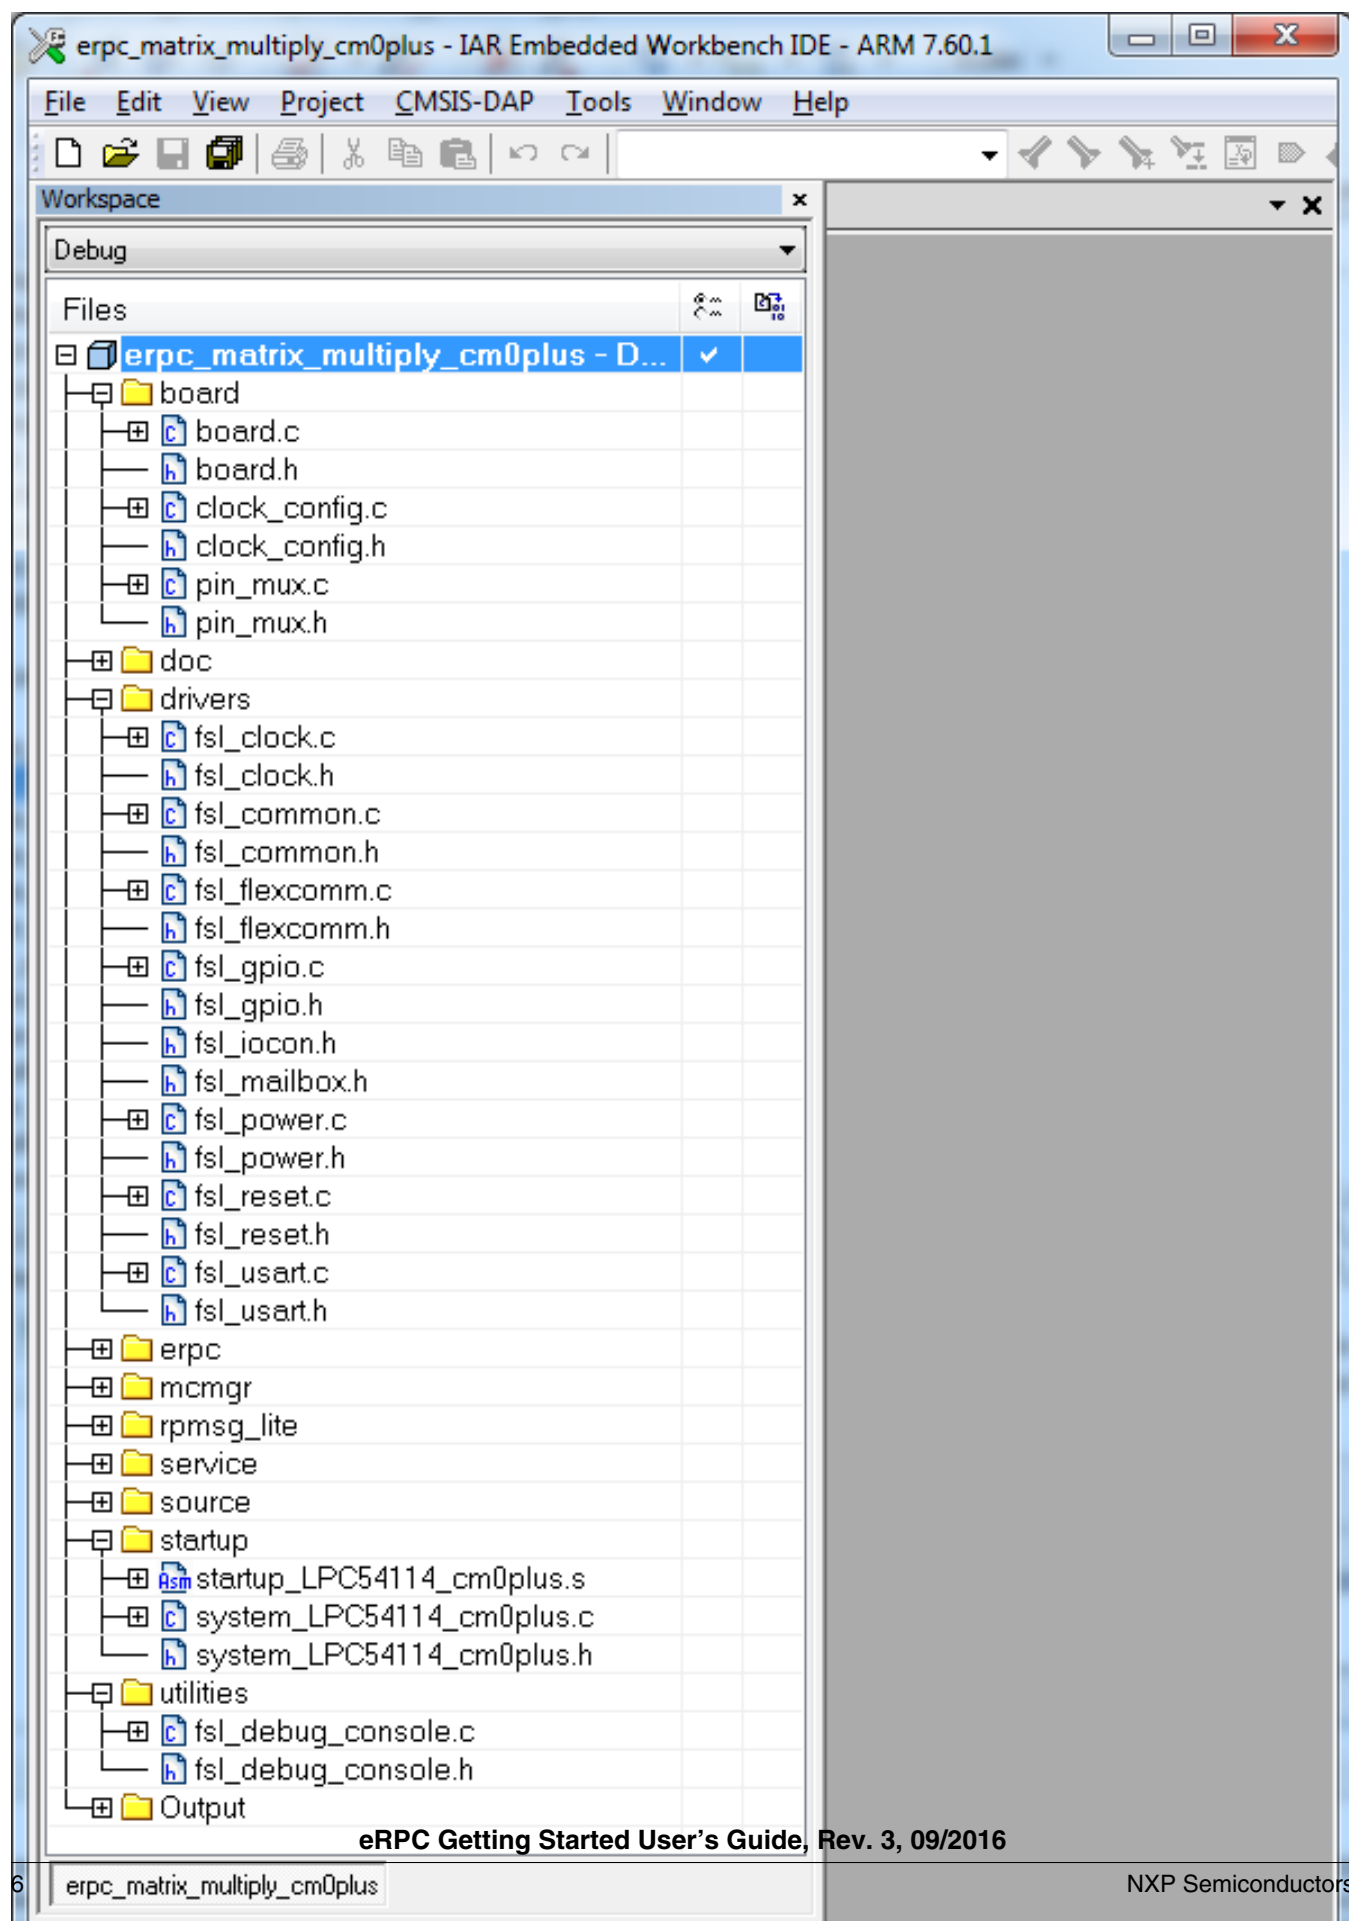 erpc_matrix_multiply_cm0plus - IAR Embedded Workbench IDE - ARM 7.60.1
File Edit View Project CMSIS-DAP Tools Window Help
Workspace
Debug
Files
erpc_matrix_multiply_cm0plus - D...
board
board.c
board.h
clock_config.c
clock_config.h
pin_mux.c
pin_mux.h
doc
drivers
fsl_clock.c
fsl_clock.h
fsl_common.c
fsl_common.h
fsl_flexcomm.c
fsl_flexcomm.h
fsl_gpio.c
fsl_gpio.h
fsl_iocon.h
fsl_mailbox.h
fsl_power.c
fsl_power.h
fsl_reset.c
fsl_reset.h
fsl_usart.c
fsl_usart.h
erpc
mcmgr
rpmsg_lite
service
source
startup
startup_LPC54114_cm0plus.s
system_LPC54114_cm0plus.c
system_LPC54114_cm0plus.h
utilities
fsl_debug_console.c
fsl_debug_console.h
Output
eRPC Getting Started User's Guide, Rev. 3, 09/2016
6
erpc_matrix_multiply_cm0plus
NXP Semiconductors